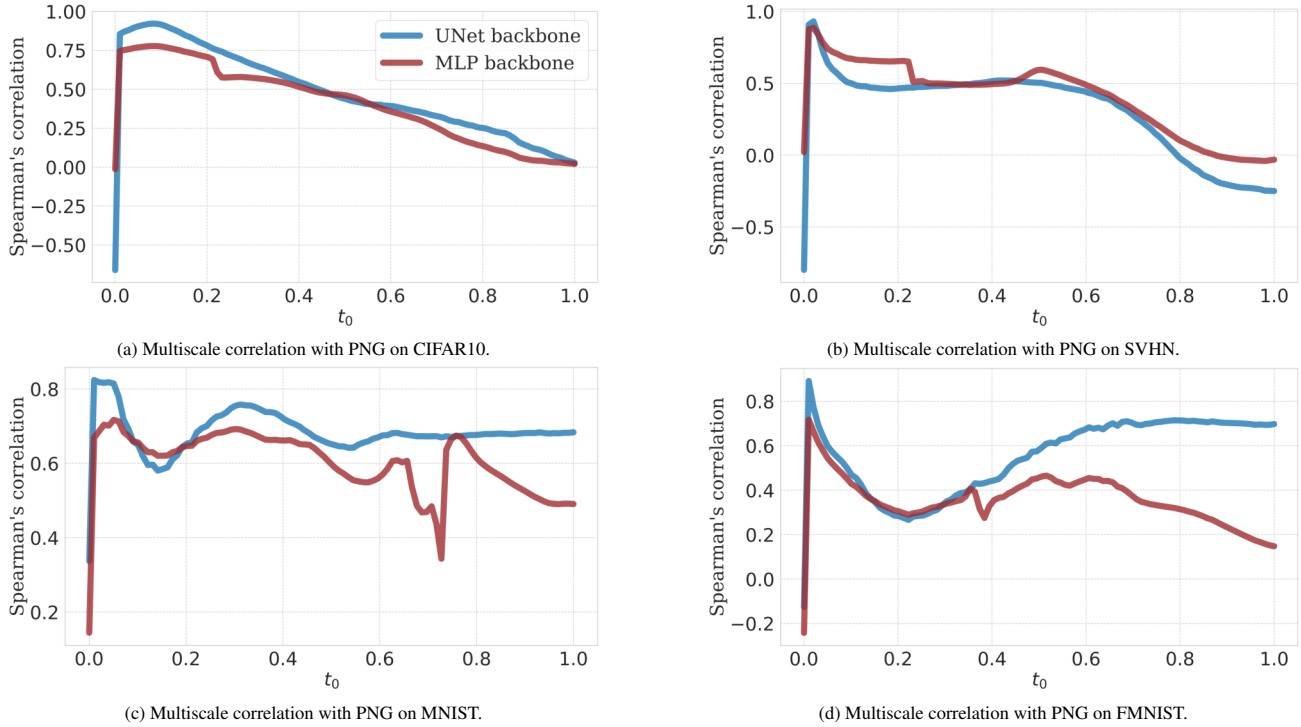 1.00
0.75
0.50
0.25
0.00
−0.25
−0.50
Spearman's correlation
UNet backbone
MLP backbone
0.0 0.2 0.4 0.6 0.8 1.0
t0
(a) Multiscale correlation with PNG on CIFAR10.
1.0
0.5
0.0
−0.5
Spearman's correlation
0.0 0.2 0.4 0.6 0.8 1.0
t0
(b) Multiscale correlation with PNG on SVHN.
0.8
0.6
0.4
0.2
Spearman's correlation
0.0 0.2 0.4 0.6 0.8 1.0
t0
(c) Multiscale correlation with PNG on MNIST.
0.8
0.6
0.4
0.2
0.0
−0.2
Spearman's correlation
0.0 0.2 0.4 0.6 0.8 1.0
t0
(d) Multiscale correlation with PNG on FMNIST.